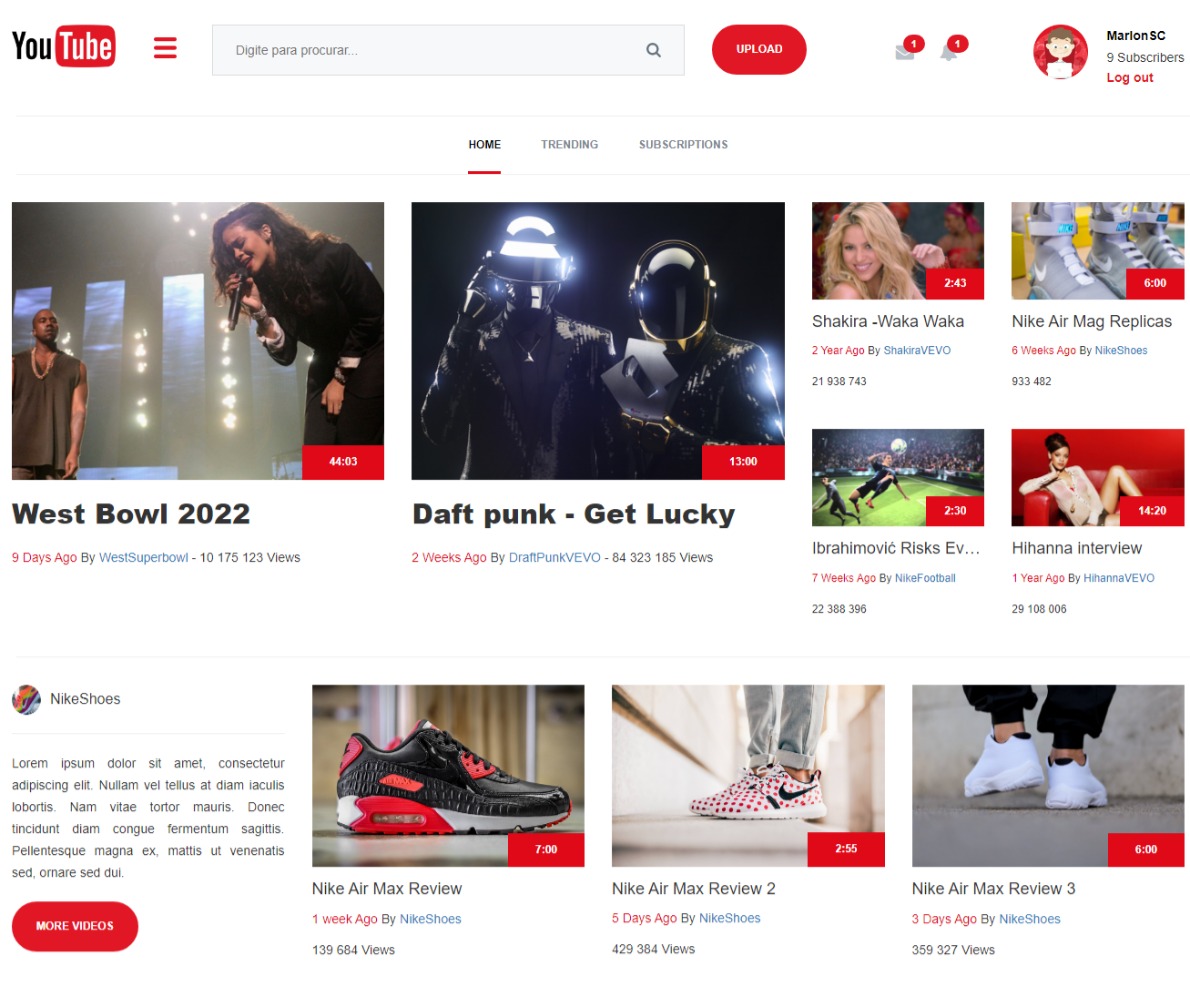 YouTube
Digite para procurar...
UPLOAD
1
1
MarlonSC
9 Subscribers
Log out
HOME
TRENDING
SUBSCRIPTIONS
44:03
West Bowl 2022
9 Days Ago By WestSuperbowl - 10 175 123 Views
13:00
Daft punk - Get Lucky
2 Weeks Ago By DraftPunkVEVO - 84 323 185 Views
2:43
Shakira -Waka Waka
2 Year Ago By ShakiraVEVO
21 938 743
6:00
Nike Air Mag Replicas
6 Weeks Ago By NikeShoes
933 482
2:30
Ibrahimović Risks Ev...
7 Weeks Ago By NikeFootball
22 388 396
14:20
Hihanna interview
1 Year Ago By HihannaVEVO
29 108 006
NikeShoes
Lorem ipsum dolor sit amet, consectetur
adipiscing elit. Nullam vel tellus at diam iaculis
lobortis. Nam vitae tortor mauris. Donec
tincidunt diam congue fermentum sagittis.
Pellentesque magna ex, mattis ut venenatis
sed, ornare sed dui.
MORE VIDEOS
7:00
Nike Air Max Review
1 week Ago By NikeShoes
139 684 Views
2:55
Nike Air Max Review 2
5 Days Ago By NikeShoes
429 384 Views
6:00
Nike Air Max Review 3
3 Days Ago By NikeShoes
359 327 Views